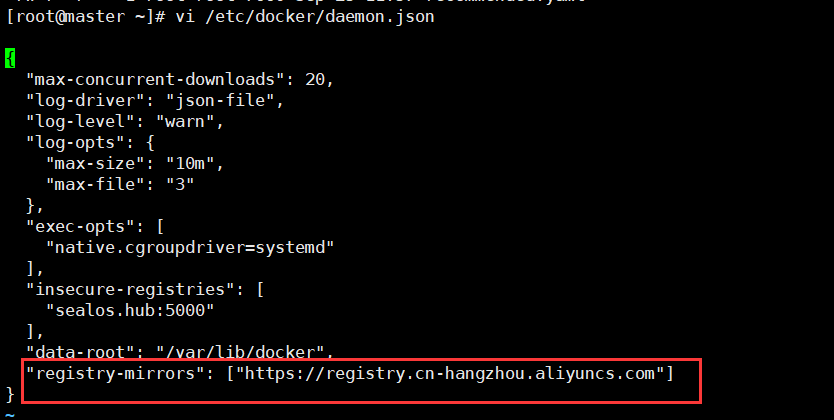 [root@master ~]# vi /etc/docker/daemon.json
{
  "max-concurrent-downloads": 20,
  "log-driver": "json-file",
  "log-level": "warn",
  "log-opts": {
    "max-size": "10m",
    "max-file": "3"
  },
  "exec-opts": [
    "native.cgroupdriver=systemd"
  ],
  "insecure-registries": [
    "sealos.hub:5000"
  ],
  "data-root": "/var/lib/docker",
  "registry-mirrors": ["https://registry.cn-hangzhou.aliyuncs.com"]
}
~